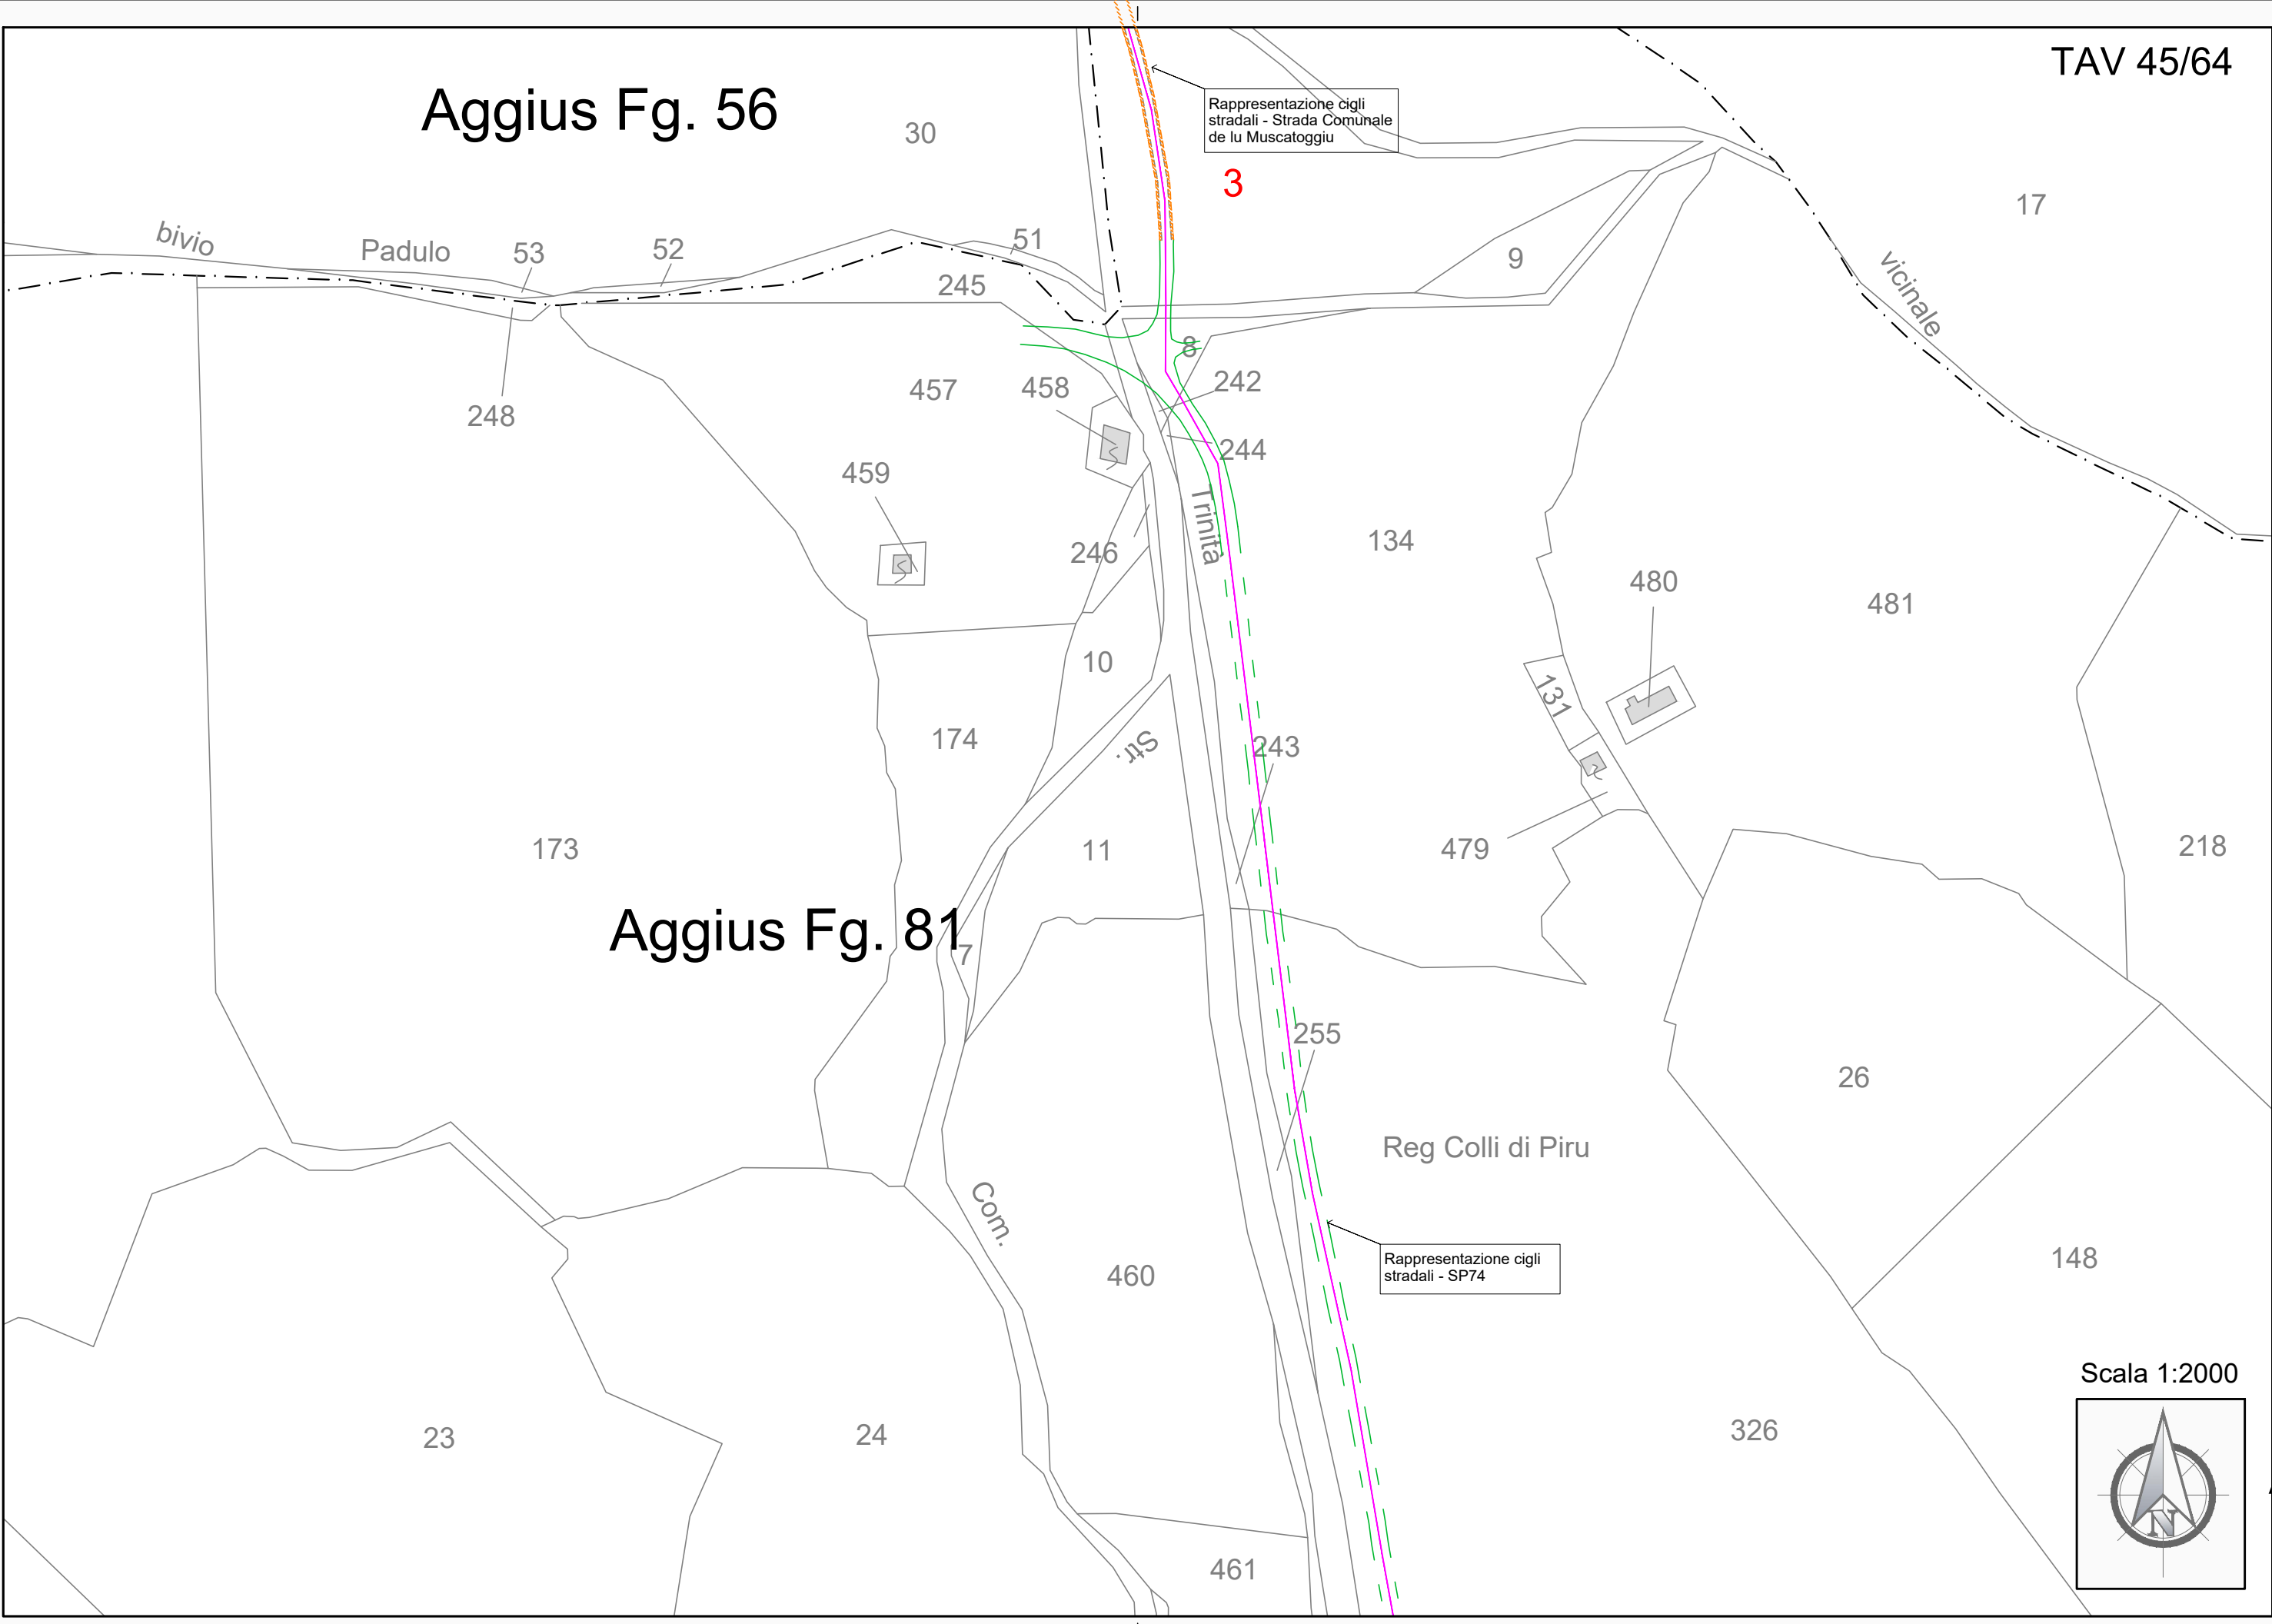 TAV 45/64
Aggius Fg. 56
30
Rappresentazione cigli
stradali - Strada Comunale
de lu Muscatoggiu
3
17
bivio
Padulo
53
52
51
245
9
vicinale
8
248
457
458
242
244
459
246
Trinità
134
480
481
10
131
174
Str.
243
173
11
479
218
Aggius Fg. 81
7
255
26
Reg Colli di Piru
Com.
460
148
Rappresentazione cigli
stradali - SP74
Scala 1:2000
23
24
326
N
461